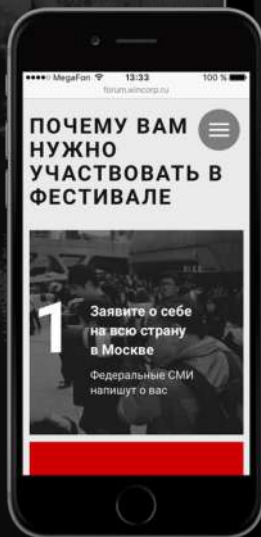 MegaFon 13:33 100 %
forum.wincorp.ru
ПОЧЕМУ ВАМ
НУЖНО
УЧАСТВОВАТЬ В
ФЕСТИВАЛЕ
1
Заявите о себе
на всю страну
в Москве
Федеральные СМИ
напишут о вас